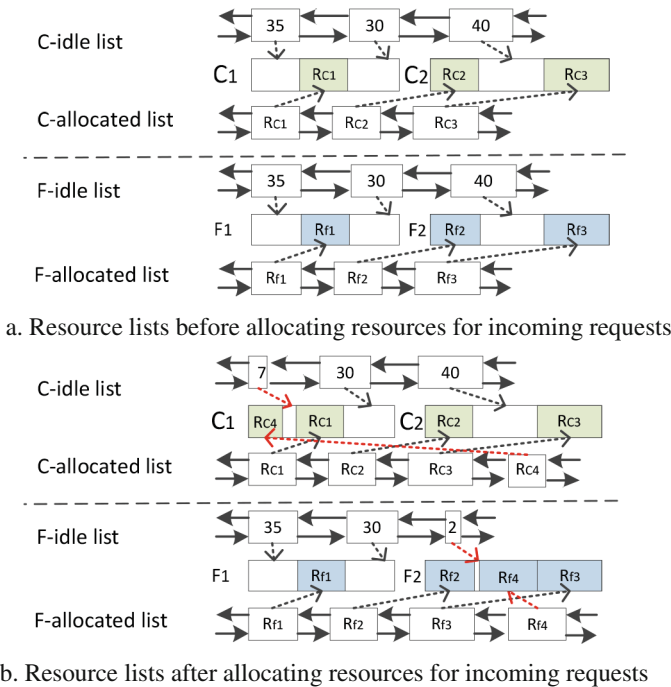 35 30 40
C-idle list
C1 RC1 C2 RC2 RC3
C-allocated list RC1 RC2 RC3
F-idle list 35 30 40
F1 Rf1 F2 Rf2 Rf3
F-allocated list Rf1 Rf2 Rf3
a. Resource lists before allocating resources for incoming requests
C-idle list 7 30 40
C1 RC4 RC1 C2 RC2 RC3
C-allocated list RC1 RC2 RC3 RC4
F-idle list 35 30 2
F1 Rf1 F2 Rf2 Rf4 Rf3
F-allocated list Rf1 Rf2 Rf3 Rf4
b. Resource lists after allocating resources for incoming requests